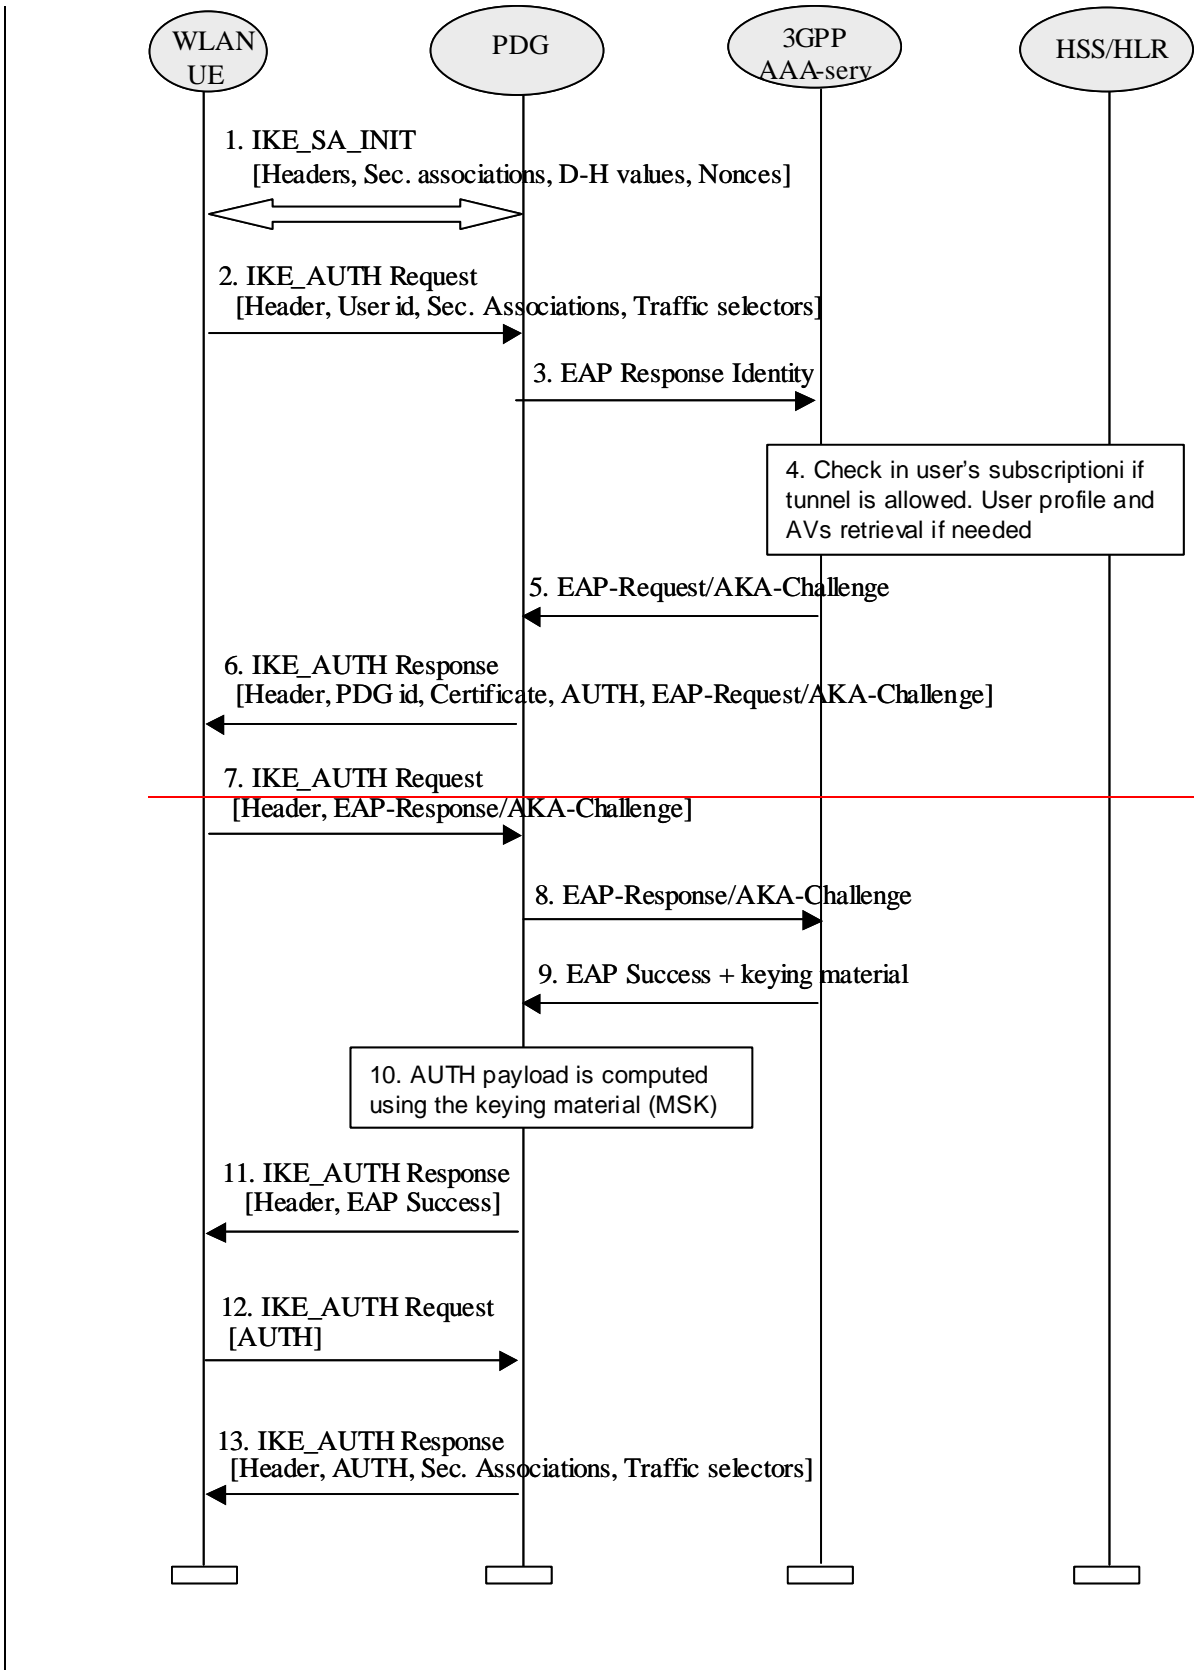 WLAN
UE
PDG
3GPP
AAA-serv
HSS/HLR
1. IKE_SA_INIT
[Headers, Sec. associations, D-H values, Nonces]
2. IKE_AUTH Request
[Header, User id, Sec. Associations, Traffic selectors]
3. EAP Response Identity
4. Check in user’s subscriptioni if
tunnel is allowed. User profile and
AVs retrieval if needed
5. EAP-Request/AKA-Challenge
6. IKE_AUTH Response
[Header, PDG id, Certificate, AUTH, EAP-Request/AKA-Challenge]
7. IKE_AUTH Request
[Header, EAP-Response/AKA-Challenge]
8. EAP-Response/AKA-Challenge
9. EAP Success + keying material
10. AUTH payload is computed
using the keying material (MSK)
11. IKE_AUTH Response
[Header, EAP Success]
12. IKE_AUTH Request
[AUTH]
13. IKE_AUTH Response
[Header, AUTH, Sec. Associations, Traffic selectors]